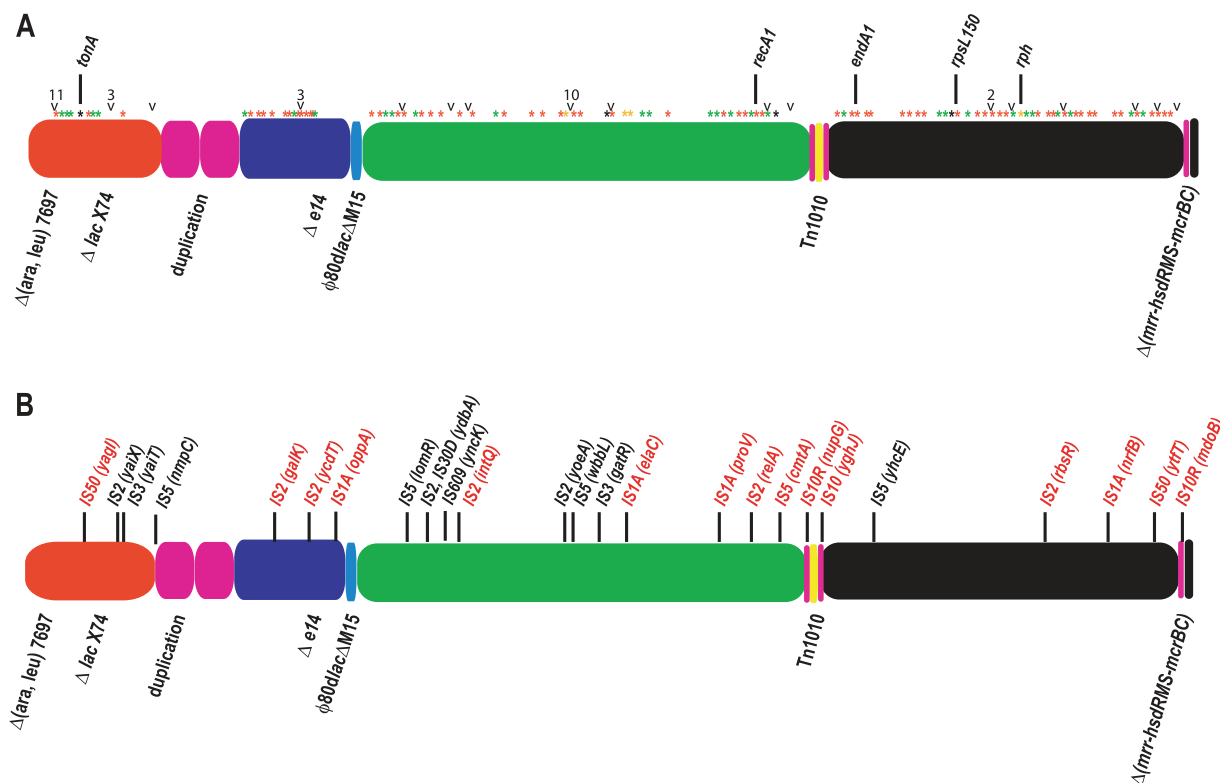 A
tonA
recA1
endA1
rpsL150
rph
11
3
3
10
2
Δ(ara, leu) 7697
Δ lac X74
duplication
Δ e14
ϕ80dlacΔM15
Tn1010
Δ(mrr-hsdRMS-mcrBC)
B
IS50 (yagI)
IS2 (yaiX)
IS3 (yaiT)
IS5 (nmpC)
IS2 (galK)
IS2 (ycdT)
IS1A (oppA)
IS5 (lomR)
IS2, IS30D (ydbA)
IS609 (yncK)
IS2 (intQ)
IS2 (yoeA)
IS5 (wbbL)
IS3 (gatR)
IS1A (elaC)
IS1A (proV)
IS2 (relA)
IS5 (cmtA)
IS10R (nupG)
IS10 (yghJ)
IS5 (yhcE)
IS2 (rbsR)
IS1A (nrfB)
IS50 (ytfT)
IS10R (mdoB)
Δ(ara, leu) 7697
Δ lac X74
duplication
Δ e14
ϕ80dlacΔM15
Tn1010
Δ(mrr-hsdRMS-mcrBC)